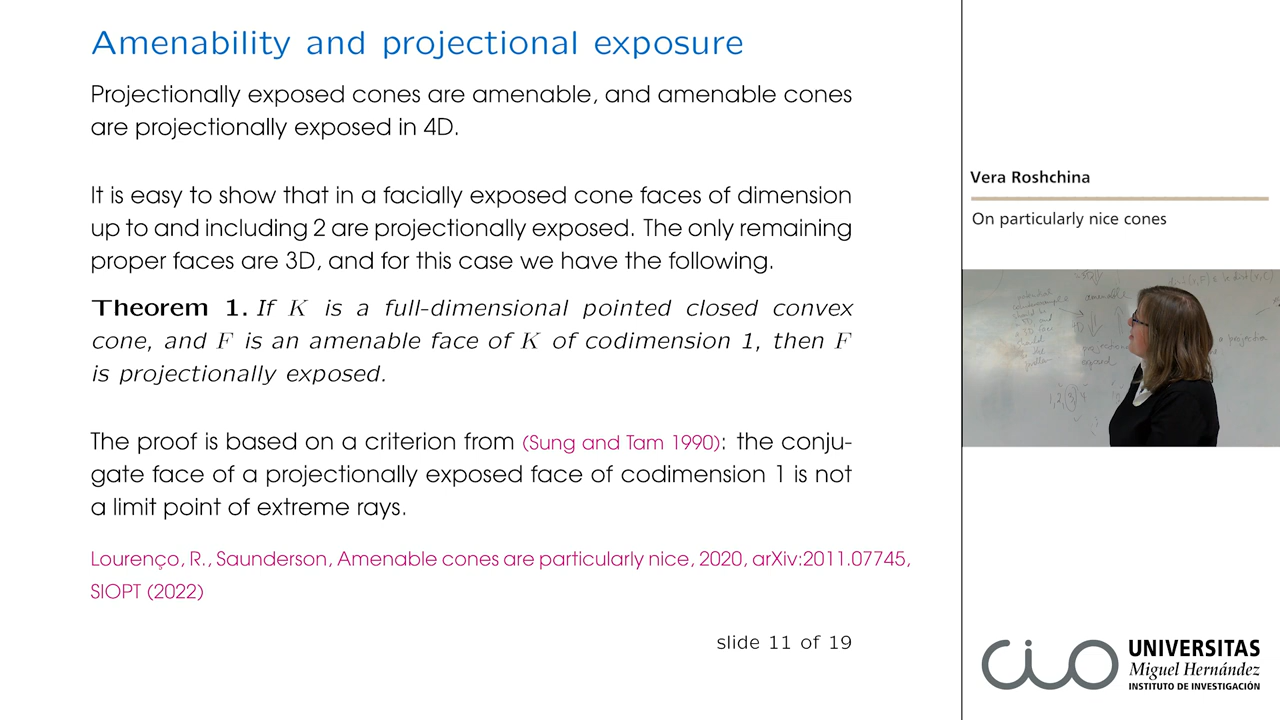 Amenability and projectional exposure
Projectionally exposed cones are amenable, and amenable cones
are projectionally exposed in 4D.
It is easy to show that in a facially exposed cone faces of dimension
up to and including 2 are projectionally exposed. The only remaining
proper faces are 3D, and for this case we have the following.
Theorem 1. If K is a full-dimensional pointed closed convex
cone, and F is an amenable face of K of codimension 1, then F
is projectionally exposed.
The proof is based on a criterion from (Sung and Tam 1990): the conju-
gate face of a projectionally exposed face of codimension 1 is not
a limit point of extreme rays.
Lourenço, R., Saunderson, Amenable cones are particularly nice, 2020, arXiv:2011.07745,
SIOPT (2022)
slide 11 of 19
Vera Roshchina
On particularly nice cones
amenable
CIO
UNIVERSITAS
Miguel Hernández
INSTITUTO DE INVESTIGACIÓN